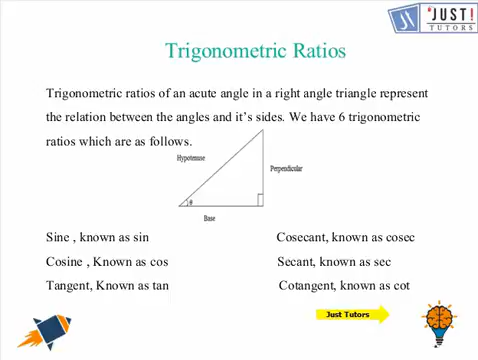 JUST!
TUTORS
Trigonometric Ratios
Trigonometric ratios of an acute angle in a right angle triangle represent
the relation between the angles and it's sides. We have 6 trigonometric
ratios which are as follows.
Hypotenuse
Perpendicular
θ
Base
Sine , known as sin
Cosecant, known as cosec
Cosine , Known as cos
Secant, known as sec
Tangent, Known as tan
Cotangent, known as cot
Just Tutors